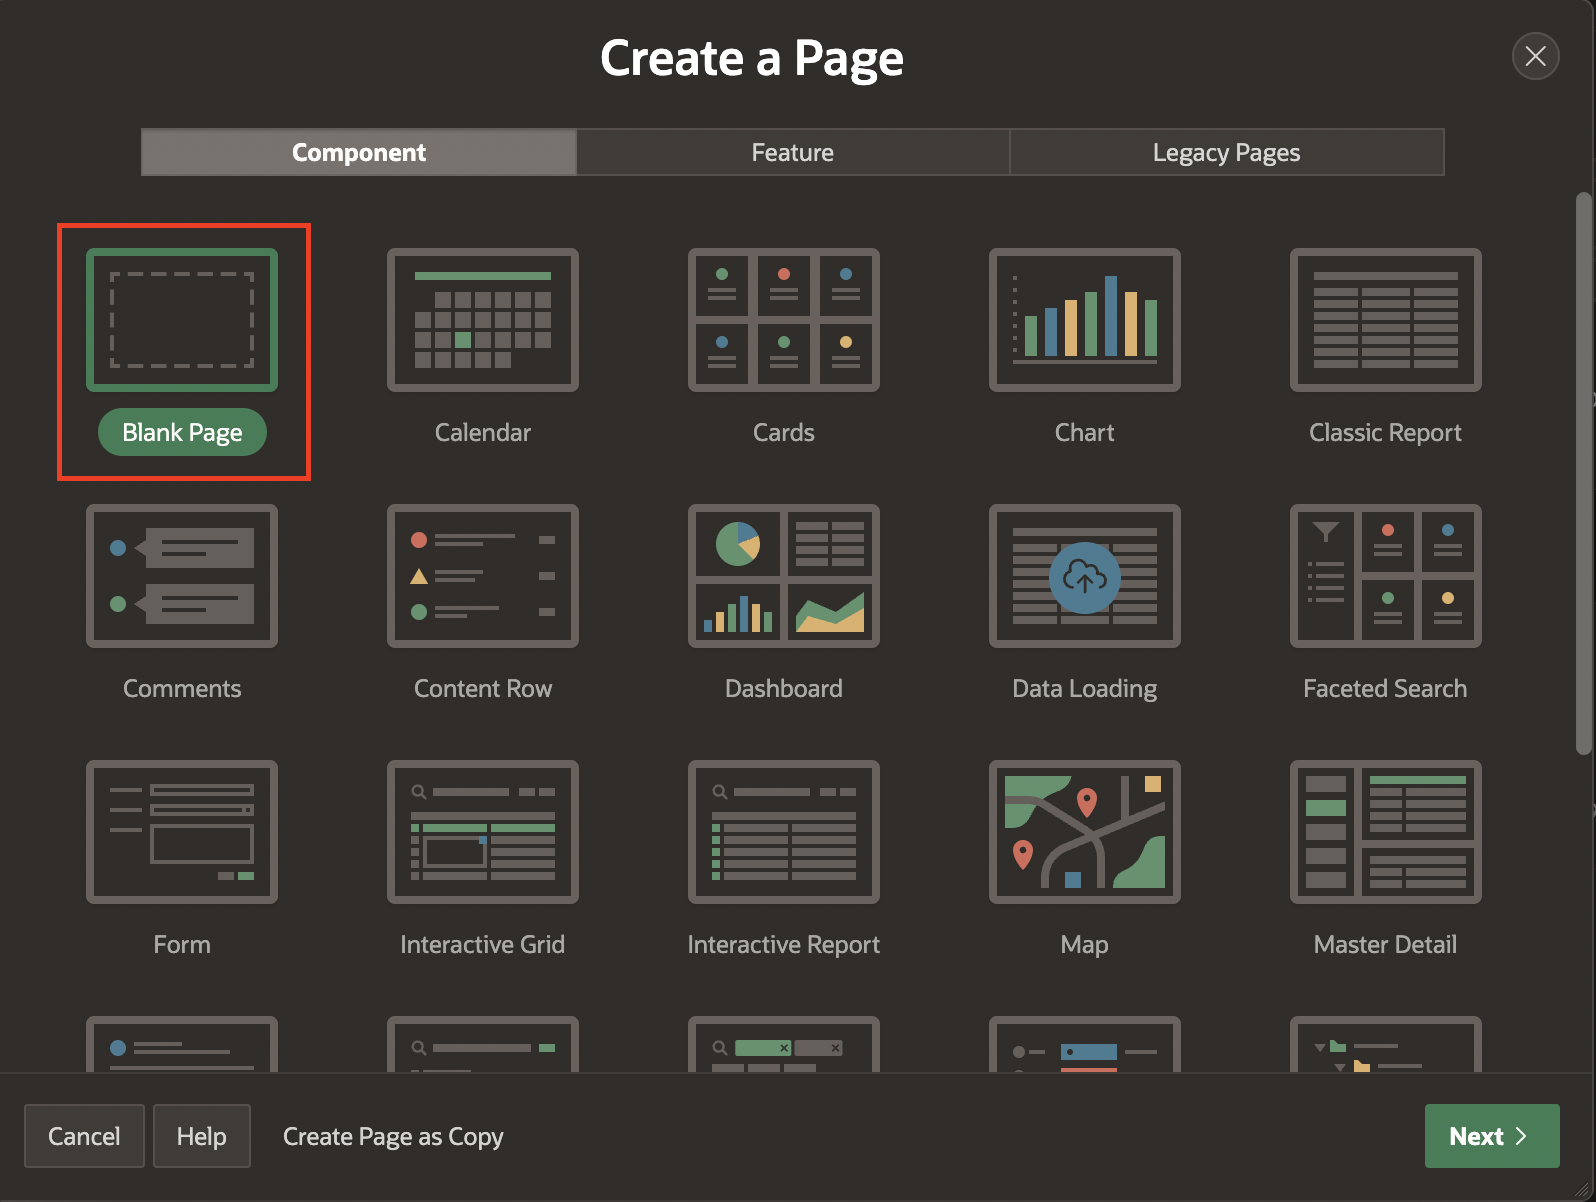 Create a Page
Component
Feature
Legacy Pages
Blank Page
Calendar
Cards
Chart
Classic Report
Comments
Content Row
Dashboard
Data Loading
Faceted Search
Form
Interactive Grid
Interactive Report
Map
Master Detail
Cancel
Help
Create Page as Copy
Next